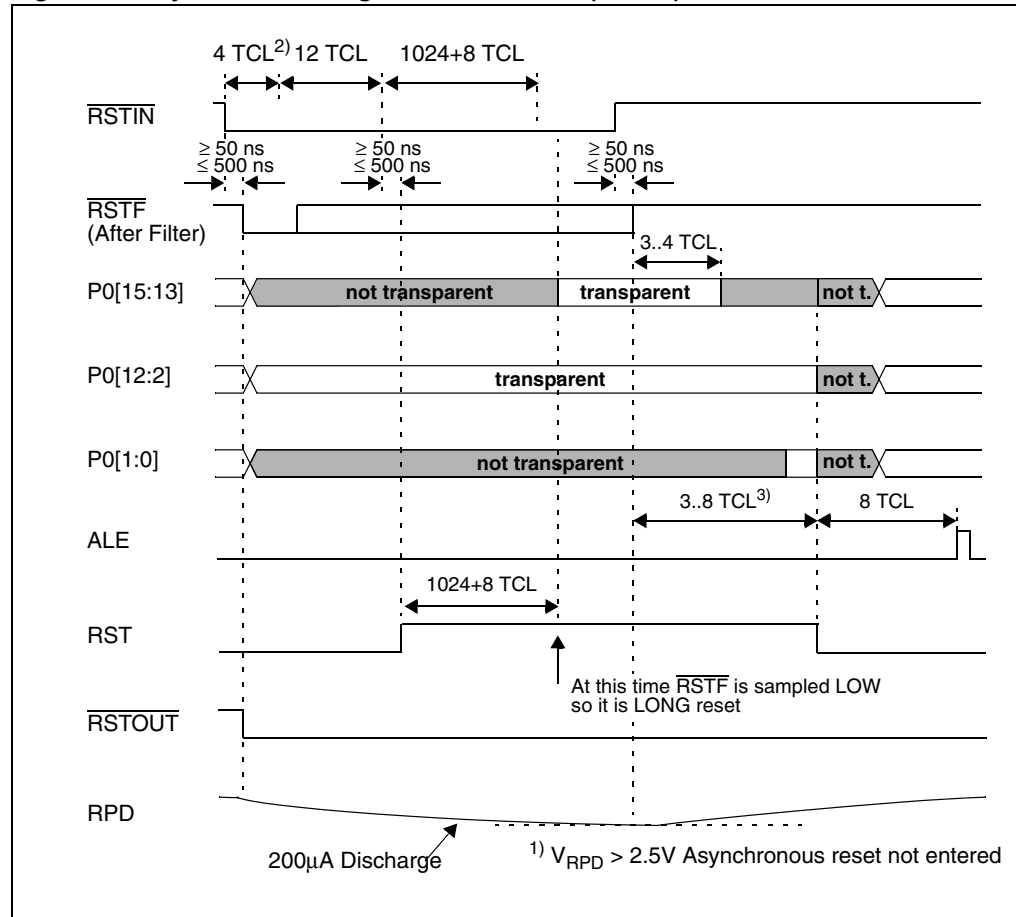 4 TCL2) 12 TCL 1024+8 TCL
RSTIN
≥ 50 ns ≥ 50 ns ≥ 50 ns
≤ 500 ns ≤ 500 ns ≤ 500 ns
RSTF
(After Filter)
3..4 TCL
P0[15:13] not transparent transparent not t.
P0[12:2] transparent not t.
P0[1:0] not transparent not t.
3..8 TCL3) 8 TCL
ALE
1024+8 TCL
RST
At this time RSTF is sampled LOW
so it is LONG reset
RSTOUT
RPD
200μA Discharge
1) VRPD > 2.5V Asynchronous reset not entered